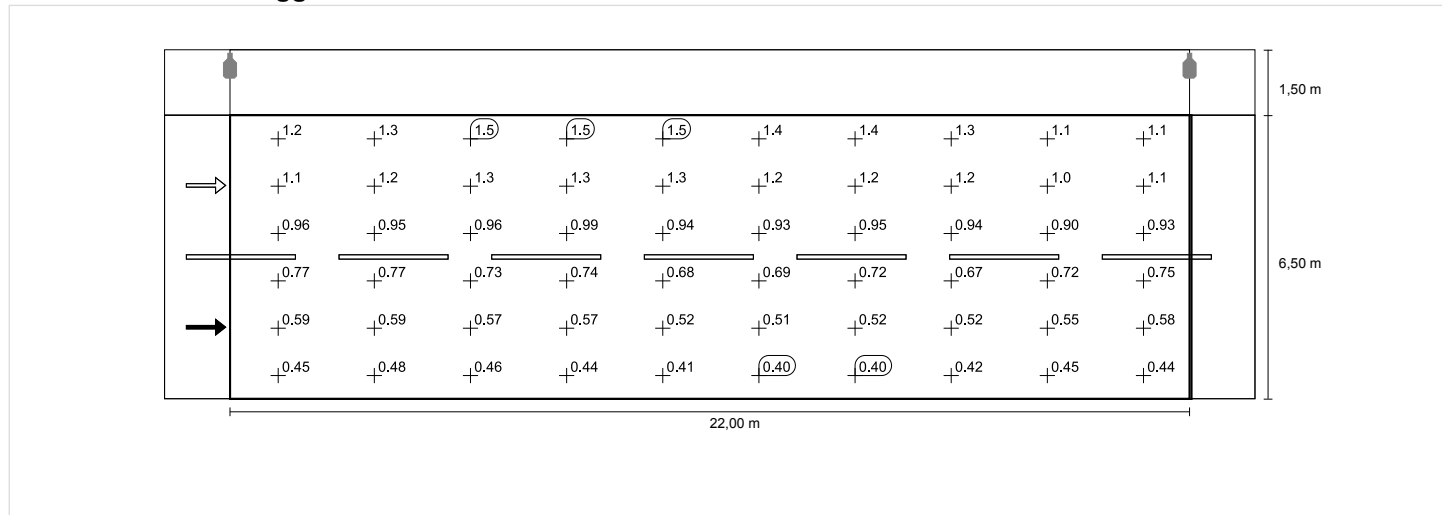 gg
1,50 m
1.2 1.3 1.5 1.5 1.5 1.4 1.4 1.3 1.1 1.1
1.1 1.2 1.3 1.3 1.3 1.2 1.2 1.2 1.0 1.1
0.96 0.95 0.96 0.99 0.94 0.93 0.95 0.94 0.90 0.93
6,50 m
0.77 0.77 0.73 0.74 0.68 0.69 0.72 0.67 0.72 0.75
0.59 0.59 0.57 0.57 0.52 0.51 0.52 0.52 0.55 0.58
0.45 0.48 0.46 0.44 0.41 0.40 0.40 0.42 0.45 0.44
22,00 m